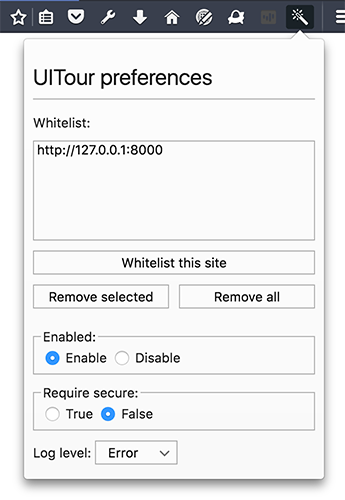 UITour preferences
Whitelist:
http://127.0.0.1:8000
Whitelist this site
Remove selected Remove all
Enabled:
Enable Disable
Require secure:
True False
Log level: Error